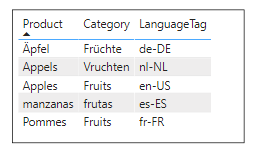 Product Category LanguageTag
Äpfel Früchte de-DE
Appels Vruchten nl-NL
Apples Fruits en-US
manzanas frutas es-ES
Pommes Fruits fr-FR